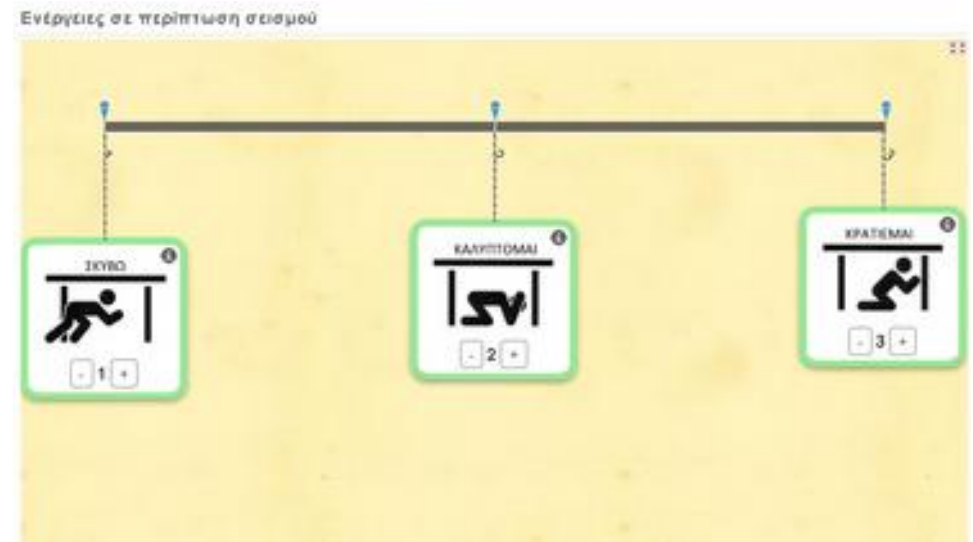 Ενέργειες σε περίπτωση σεισμού
ΣΚΥΒΩ
- 1 +
ΚΑΛΥΠΤΟΜΑΙ
- 2 +
ΚΡΑΤΙΕΜΑΙ
- 3 +